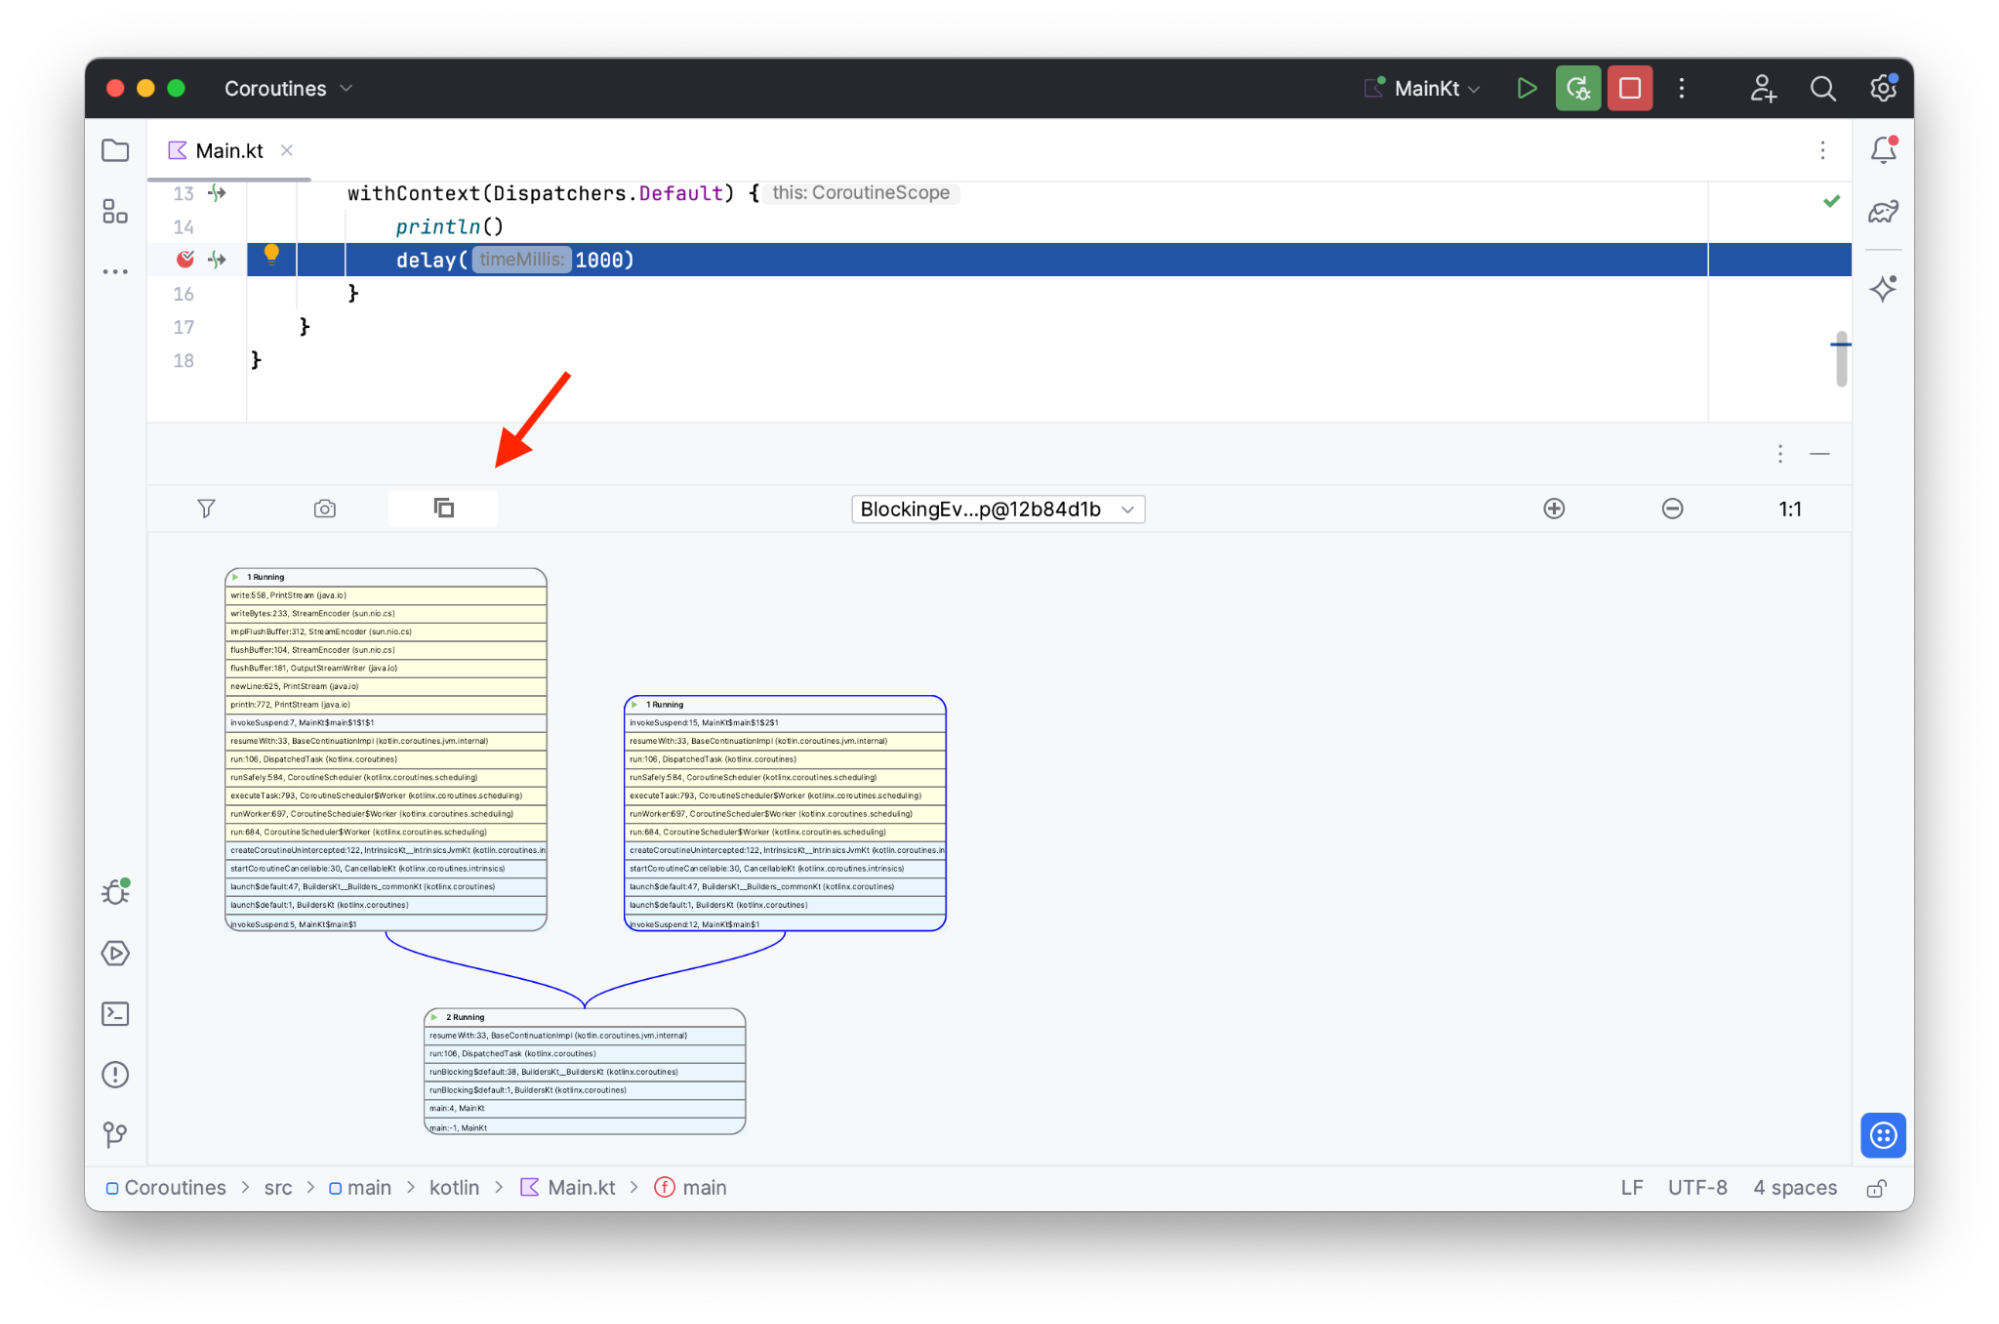 Coroutines
MainKt
Main.kt
13 withContext(Dispatchers.Default) { this: CoroutineScope
14 println()
delay( timeMillis: 1000)
16 }
17 }
18 }
BlockingEv...p@12b84d1b
1:1
1 Running
write:558, PrintStream (java.io)
writeBytes:233, StreamEncoder (sun.nio.cs)
implFlushBuffer:312, StreamEncoder (sun.nio.cs)
flushBuffer:104, StreamEncoder (sun.nio.cs)
flushBuffer:181, OutputStreamWriter (java.io)
newLine:625, PrintStream (java.io)
println:772, PrintStream (java.io)
invokeSuspend:7, MainKt$main$1$1$1
resumeWith:33, BaseContinuationImpl (kotlin.coroutines.jvm.internal)
run:106, DispatchedTask (kotlinx.coroutines)
runSafely:584, CoroutineScheduler (kotlinx.coroutines.scheduling)
executeTask:793, CoroutineScheduler$Worker (kotlinx.coroutines.scheduling)
runWorker:697, CoroutineScheduler$Worker (kotlinx.coroutines.scheduling)
run:684, CoroutineScheduler$Worker (kotlinx.coroutines.scheduling)
createCoroutineUnintercepted:122, IntrinsicsKt__IntrinsicsJvmKt (kotlin.coroutines.in
startCoroutineCancellable:30, CancellableKt (kotlinx.coroutines.intrinsics)
launch$default:47, BuildersKt__Builders_commonKt (kotlinx.coroutines)
launch$default:1, BuildersKt (kotlinx.coroutines)
invokeSuspend:5, MainKt$main$1
1 Running
invokeSuspend:15, MainKt$main$1$2$1
resumeWith:33, BaseContinuationImpl (kotlin.coroutines.jvm.internal)
run:106, DispatchedTask (kotlinx.coroutines)
runSafely:584, CoroutineScheduler (kotlinx.coroutines.scheduling)
executeTask:793, CoroutineScheduler$Worker (kotlinx.coroutines.scheduling)
runWorker:697, CoroutineScheduler$Worker (kotlinx.coroutines.scheduling)
run:684, CoroutineScheduler$Worker (kotlinx.coroutines.scheduling)
createCoroutineUnintercepted:122, IntrinsicsKt__IntrinsicsJvmKt (kotlin.coroutines.in
startCoroutineCancellable:30, CancellableKt (kotlinx.coroutines.intrinsics)
launch$default:47, BuildersKt__Builders_commonKt (kotlinx.coroutines)
launch$default:1, BuildersKt (kotlinx.coroutines)
invokeSuspend:12, MainKt$main$1
2 Running
resumeWith:33, BaseContinuationImpl (kotlin.coroutines.jvm.internal)
run:106, DispatchedTask (kotlinx.coroutines)
runBlocking$default:38, BuildersKt__BuildersKt (kotlinx.coroutines)
runBlocking$default:1, BuildersKt (kotlinx.coroutines)
main:4, MainKt
main:-1, MainKt
Coroutines > src > main > kotlin > Main.kt > main
LF UTF-8 4 spaces